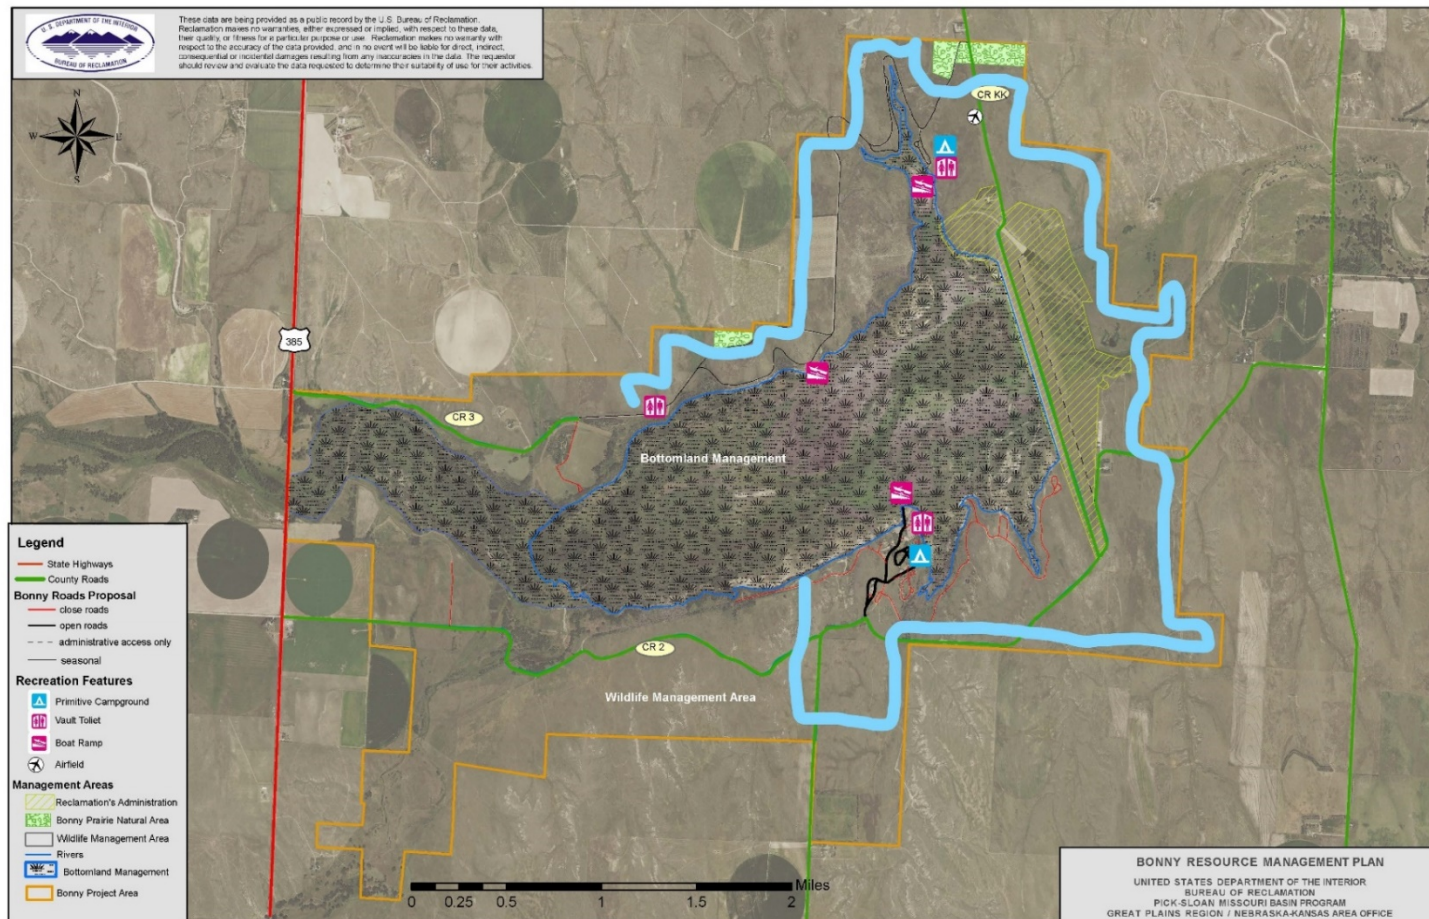 U.S. DEPARTMENT OF THE INTERIOR
BUREAU OF RECLAMATION
These data are being provided as a public record by the U.S. Bureau of Reclamation.
Reclamation makes no warranties, either expressed or implied, with respect to these data,
their quality, or fitness for a particular purpose or use. Reclamation makes no warranty with
respect to the accuracy of the data provided, and in no event will be liable for direct, indirect,
consequential or incidental damages resulting from any inaccuracies in the data. The requestor
should review and evaluate the data requested to determine their suitability of use for their activities.
N
W E
S
CR KK
385
CR 3
Bottomland Management
CR 2
Wildlife Management Area
Legend
State Highways
County Roads
Bonny Roads Proposal
close roads
open roads
administrative access only
seasonal
Recreation Features
Primitive Campground
Vault Toliet
Boat Ramp
Airfield
Management Areas
Reclamation's Administration
Bonny Prairie Natural Area
Wildlife Management Area
Rivers
Bottomland Management
Bonny Project Area
Miles
0 0.25 0.5 1 1.5 2
BONNY RESOURCE MANAGEMENT PLAN
UNITED STATES DEPARTMENT OF THE INTERIOR
BUREAU OF RECLAMATION
PICK-SLOAN MISSOURI BASIN PROGRAM
GREAT PLAINS REGION / NEBRASKA-KANSAS AREA OFFICE